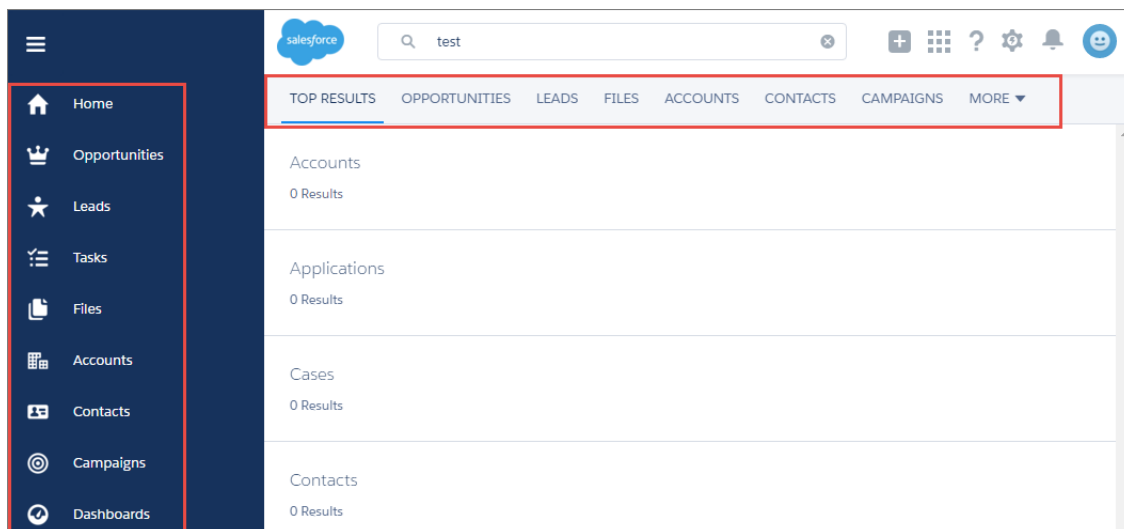 salesforce
test
Home
Opportunities
Leads
Tasks
Files
Accounts
Contacts
Campaigns
Dashboards
TOP RESULTS OPPORTUNITIES LEADS FILES ACCOUNTS CONTACTS CAMPAIGNS MORE
Accounts
0 Results
Applications
0 Results
Cases
0 Results
Contacts
0 Results